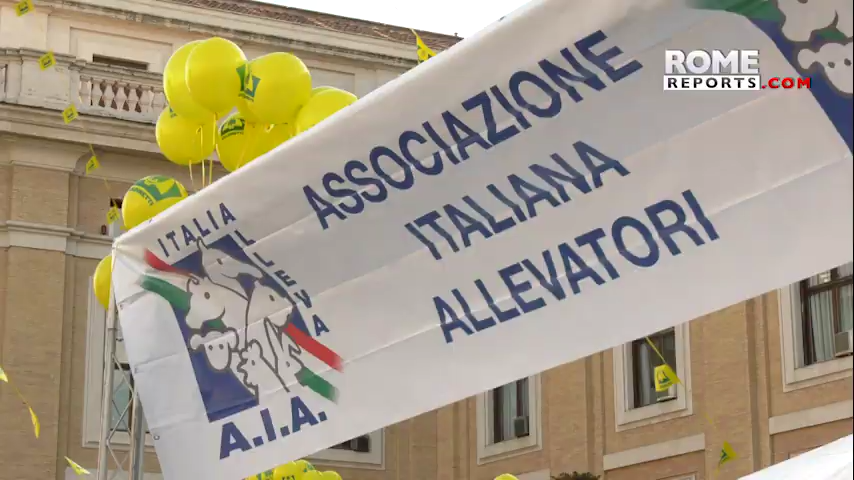 ROME
REPORTS.COM
ASSOCIAZIONE
ITALIANA
ALLEVATORI
ITALIA
ALLEVA
A.I.A.